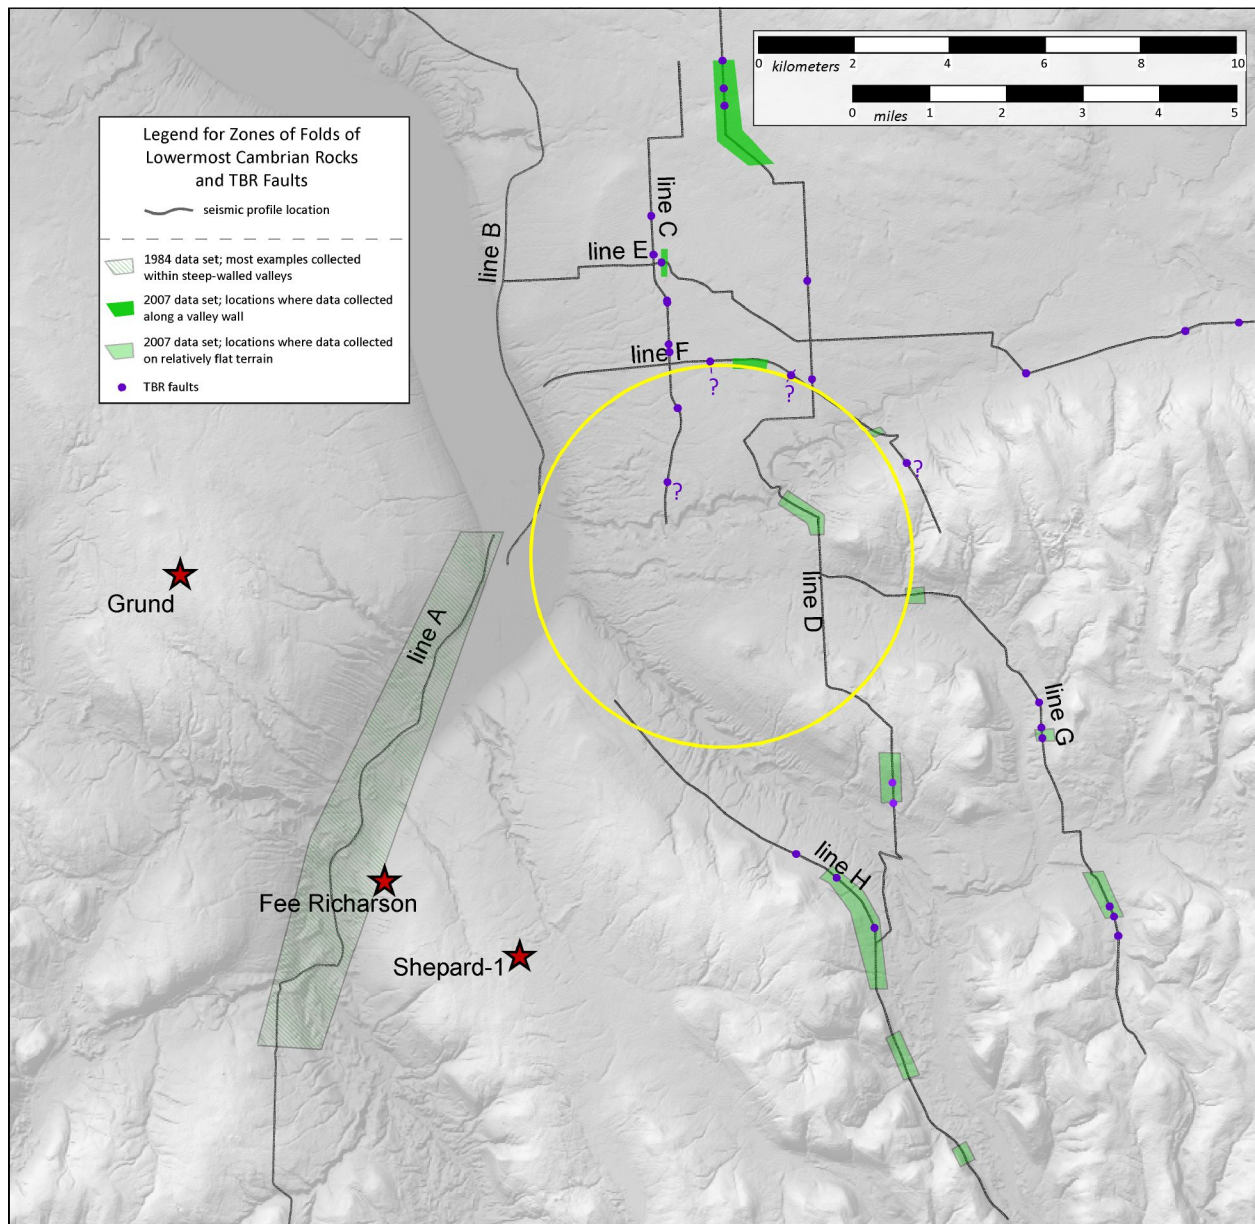 0 2 4 6 8 10
kilometers
0 1 2 3 4 5
miles
Legend for Zones of Folds of
Lowermost Cambrian Rocks
and TBR Faults
seismic profile location
1984 data set; most examples collected
within steep-walled valleys
2007 data set; locations where data collected
along a valley wall
2007 data set; locations where data collected
on relatively flat terrain
TBR faults
line C
line B
line E
line F
?
?
?
?
Grund
line A
line D
line G
line H
Fee Richarson
Shepard-1